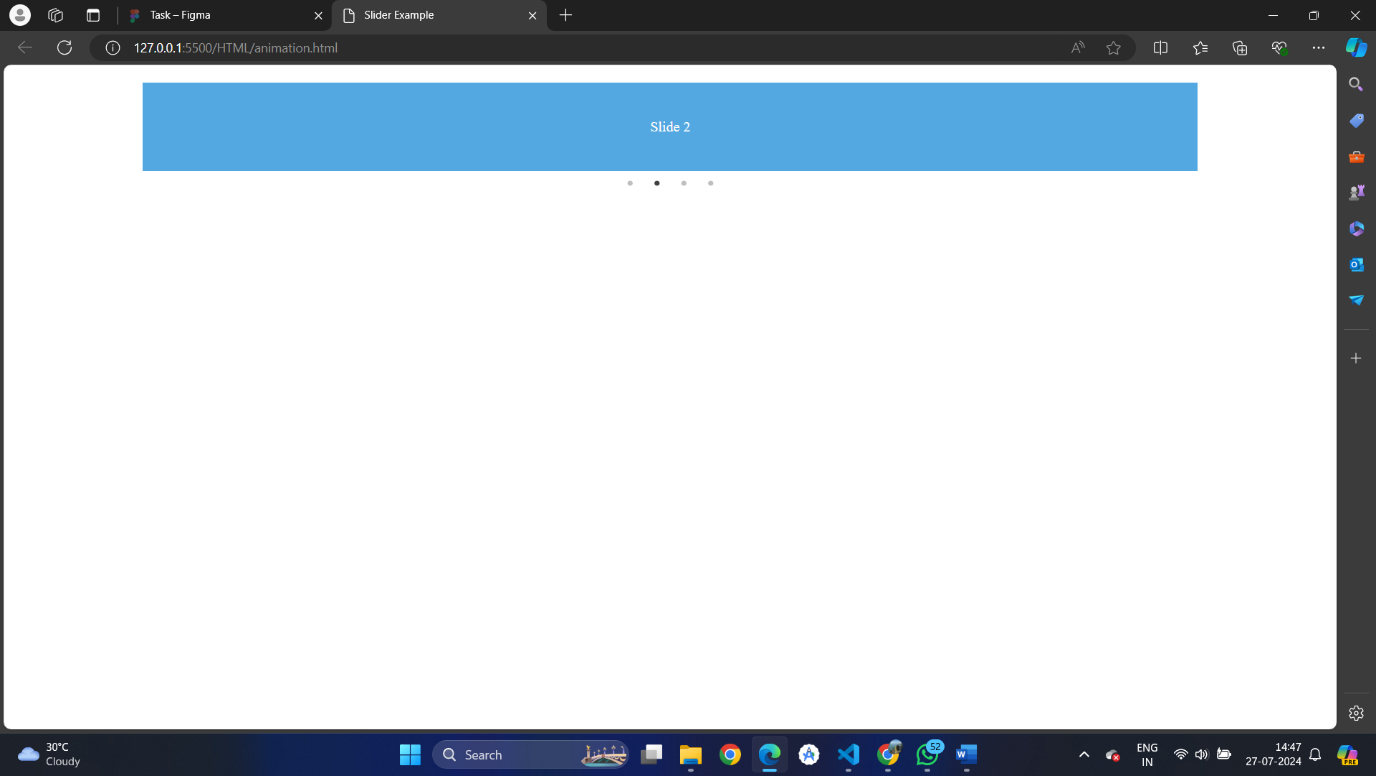 Task – Figma
Slider Example
127.0.0.1:5500/HTML/animation.html
Slide 2
30°C
Cloudy
Search
52
ENG
IN
14:47
27-07-2024
PRE